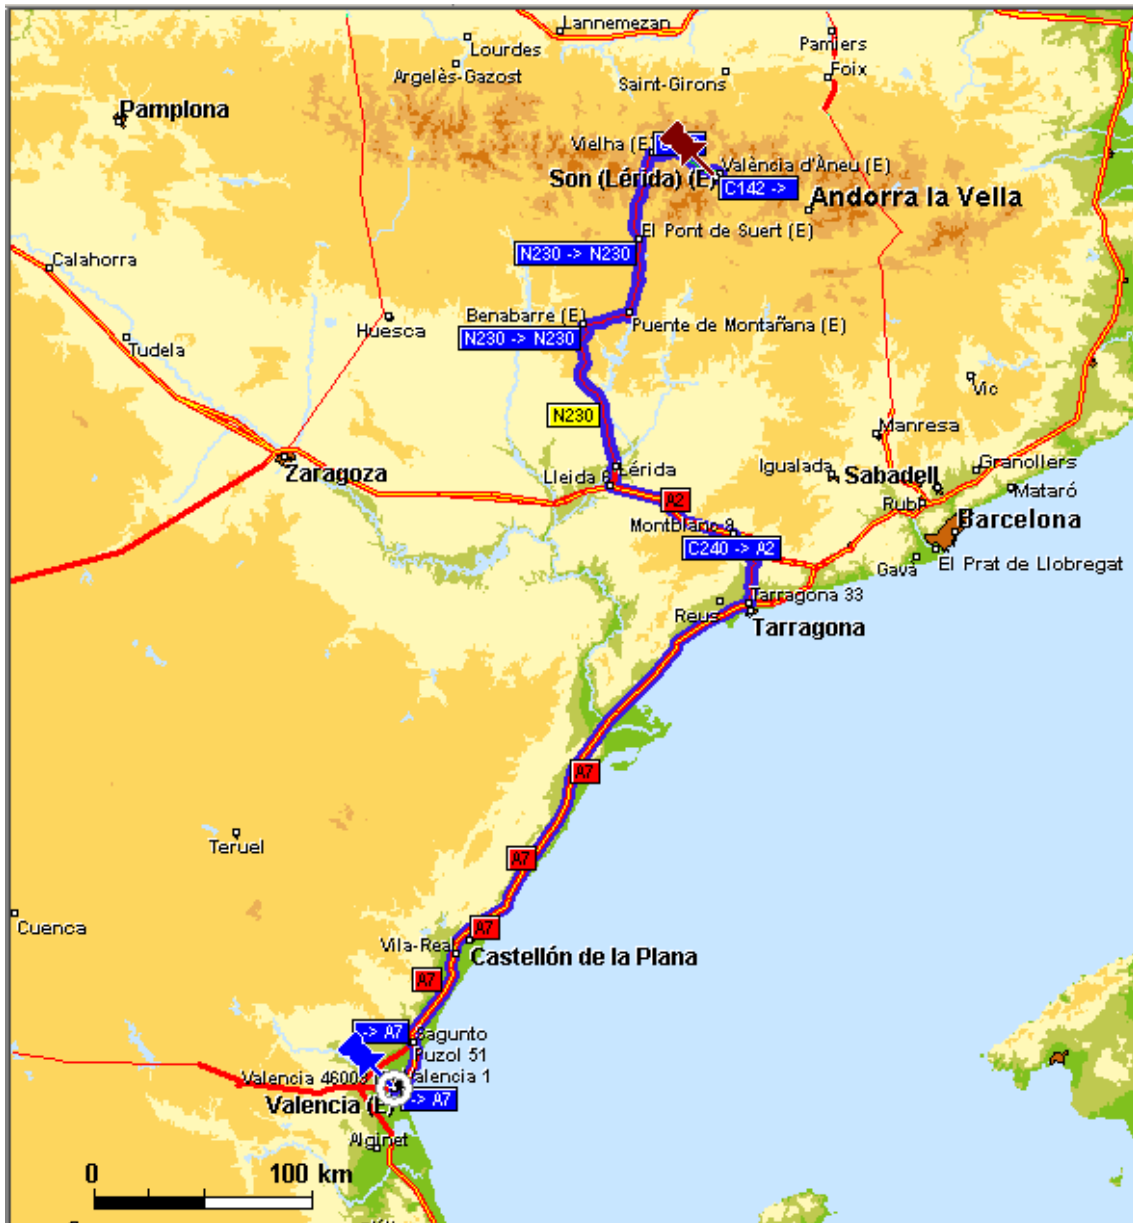 Lannemezan
Lourdes
Pamiers
Argelès-Gazost
Saint-Girons
Foix
Pamplona
Vielha (E)
València d'Àneu (E)
Son (Lérida) (E)
C142 ->
Andorra la Vella
El Pont de Suert (E)
N230 -> N230
Calahorra
Benabarre (E)
Huesca
Puente de Montañana (E)
N230 -> N230
Tudela
Vic
N230
Manresa
Zaragoza
Lérida
Lleida 6
Igualada
Sabadell
Granollers
Mataró
A2
Rubí
Montblanc 9
Barcelona
C240 -> A2
Gavà
El Prat de Llobregat
Tarragona 33
Reus
Tarragona
A7
Teruel
A7
Cuenca
A7
Vila-Real
Castellón de la Plana
A7
-> A7
Sagunto
Puzol 51
Valencia 46003
Valencia 1
Valencia (E)
-> A7
Alginet
0
100 km